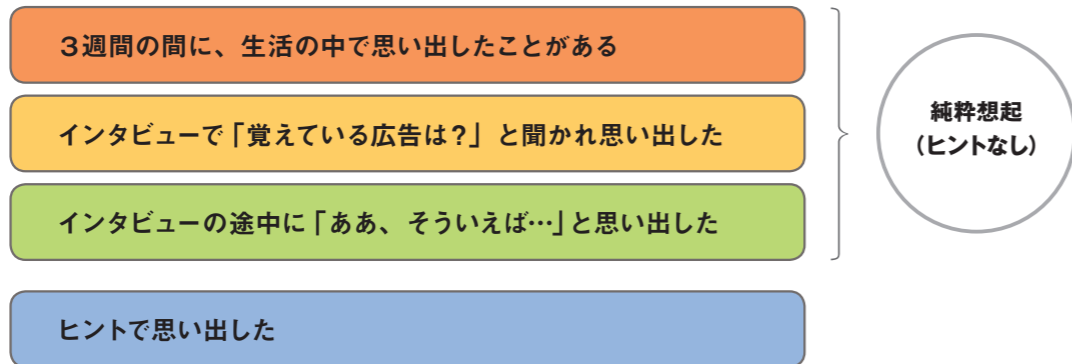 ３週間の間に、生活の中で思い出したことがある
インタビューで「覚えている広告は？」と聞かれ思い出した
インタビューの途中に「ああ、そういえば…」と思い出した
ヒントで思い出した
純粋想起
（ヒントなし）